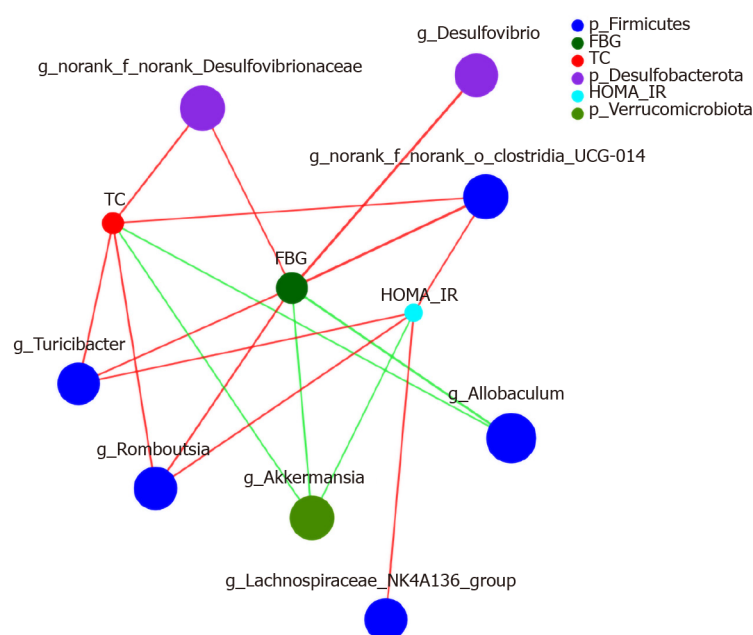 p_Firmicutes
FBG
TC
p_Desulfobacterota
HOMA_IR
p_Verrucomicrobiota
g_Desulfovibrio
g_norank_f_norank_Desulfovibrionaceae
g_norank_f_norank_o_clostridia_UCG-014
TC
FBG
HOMA_IR
g_Turicibacter
g_Allobaculum
g_Romboutsia
g_Akkermansia
g_Lachnospiraceae_NK4A136_group